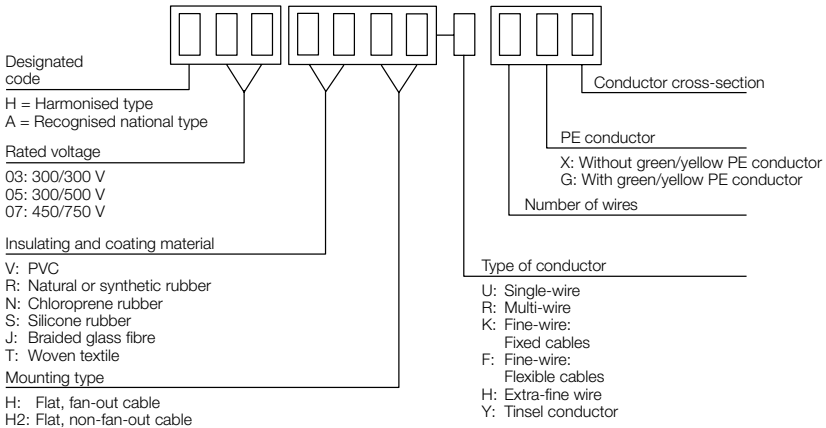 Designated
code
H = Harmonised type
A = Recognised national type
Rated voltage
03: 300/300 V
05: 300/500 V
07: 450/750 V
Insulating and coating material
V: PVC
R: Natural or synthetic rubber
N: Chloroprene rubber
S: Silicone rubber
J: Braided glass fibre
T: Woven textile
Mounting type
H: Flat, fan-out cable
H2: Flat, non-fan-out cable
Conductor cross-section
PE conductor
X: Without green/yellow PE conductor
G: With green/yellow PE conductor
Number of wires
Type of conductor
U: Single-wire
R: Multi-wire
K: Fine-wire:
Fixed cables
F: Fine-wire:
Flexible cables
H: Extra-fine wire
Y: Tinsel conductor